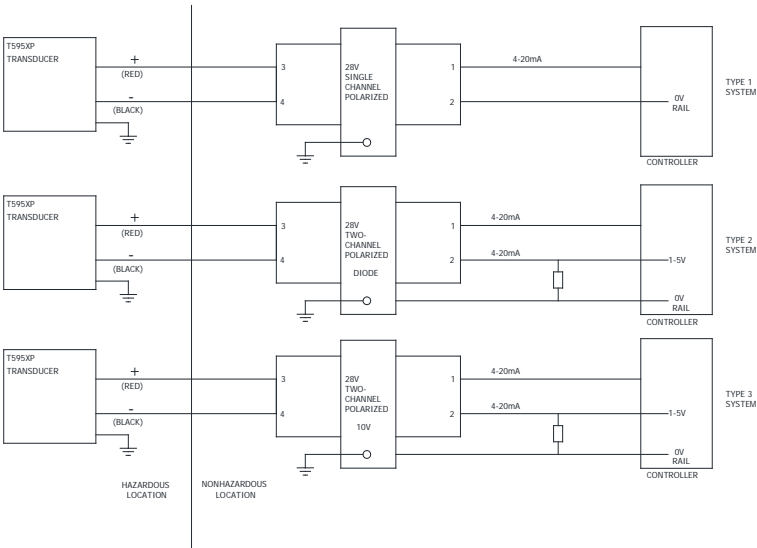 T595XP
TRANSDUCER
+
(RED)
-
(BLACK)
3
4
28V
SINGLE
CHANNEL
POLARIZED
1
2
4-20mA
0V
RAIL
CONTROLLER
TYPE 1
SYSTEM
T595XP
TRANSDUCER
+
(RED)
-
(BLACK)
3
4
28V
TWO-
CHANNEL
POLARIZED
DIODE
1
2
4-20mA
4-20mA
1-5V
0V
RAIL
CONTROLLER
TYPE 2
SYSTEM
T595XP
TRANSDUCER
+
(RED)
-
(BLACK)
3
4
28V
TWO-
CHANNEL
POLARIZED
10V
1
2
4-20mA
4-20mA
1-5V
0V
RAIL
CONTROLLER
TYPE 3
SYSTEM
HAZARDOUS
LOCATION
NONHAZARDOUS
LOCATION